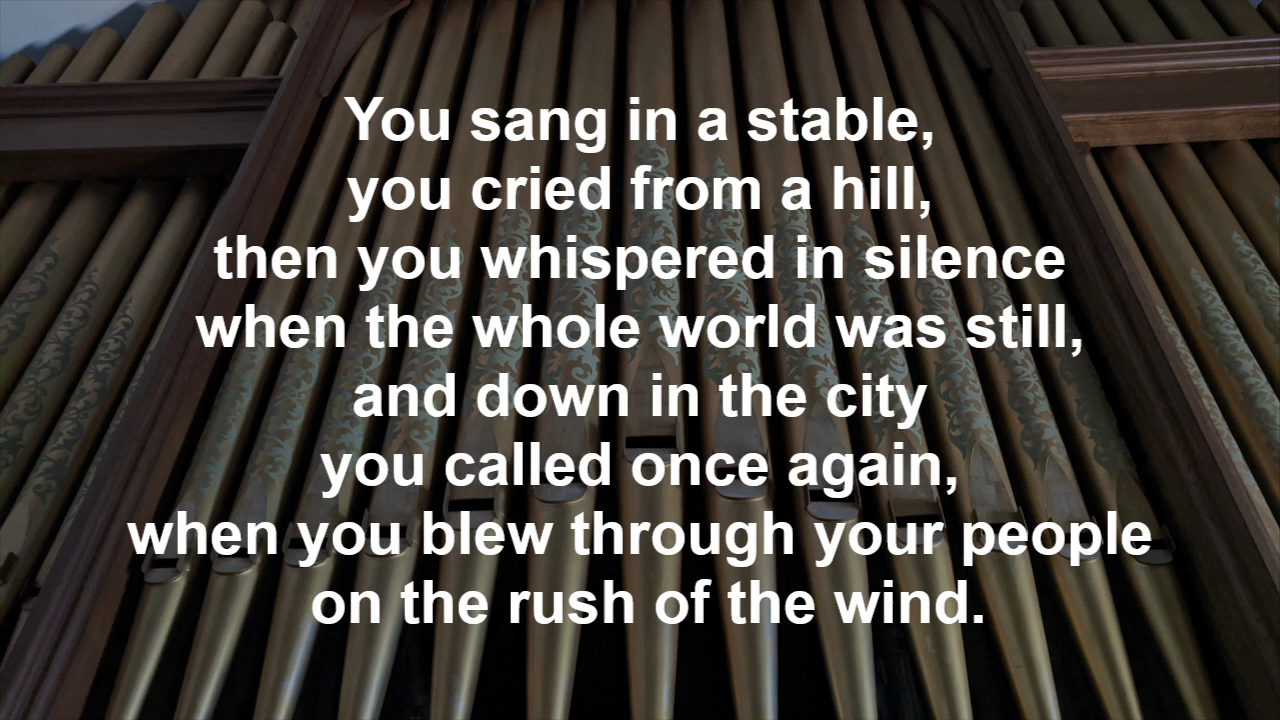 You sang in a stable,
you cried from a hill,
then you whispered in silence
when the whole world was still,
and down in the city
you called once again,
when you blew through your people
on the rush of the wind.